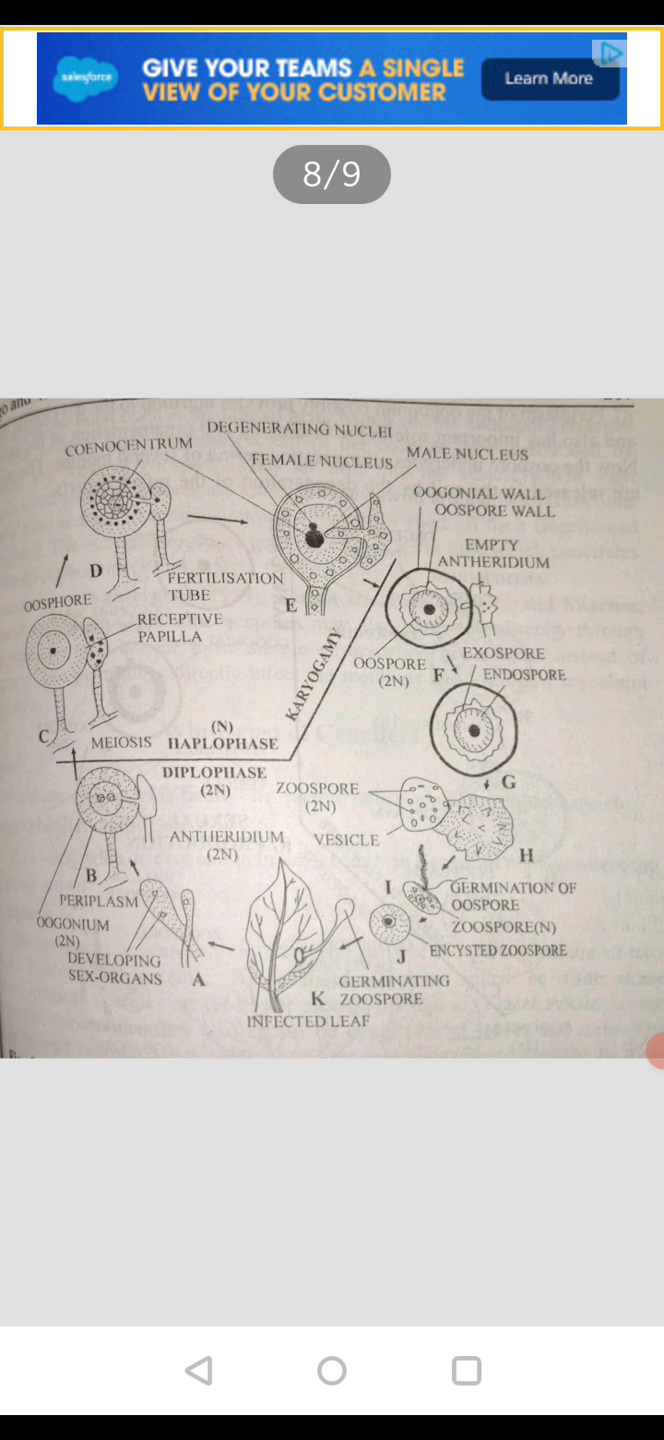 salesforce
GIVE YOUR TEAMS A SINGLE
VIEW OF YOUR CUSTOMER
Learn More
8/9
DEGENERATING NUCLEI
COENOCENTRUM
FEMALE NUCLEUS
MALE NUCLEUS
OOGONIAL WALL
OOSPORE WALL
EMPTY
ANTHERIDIUM
D
FERTILISATION
TUBE
E
OOSPHORE
RECEPTIVE
PAPILLA
KARYOGAMY
OOSPORE
(2N)
F
EXOSPORE
ENDOSPORE
C
MEIOSIS
(N)
HAPLOPHASE
DIPLOPHASE
(2N)
ZOOSPORE
(2N)
G
ANTHERIDIUM
(2N)
VESICLE
H
B
PERIPLASM
I
GERMINATION OF
OOSPORE
OOGONIUM
(2N)
ZOOSPORE(N)
DEVELOPING
SEX-ORGANS
A
J
ENCYSTED ZOOSPORE
GERMINATING
ZOOSPORE
K
INFECTED LEAF